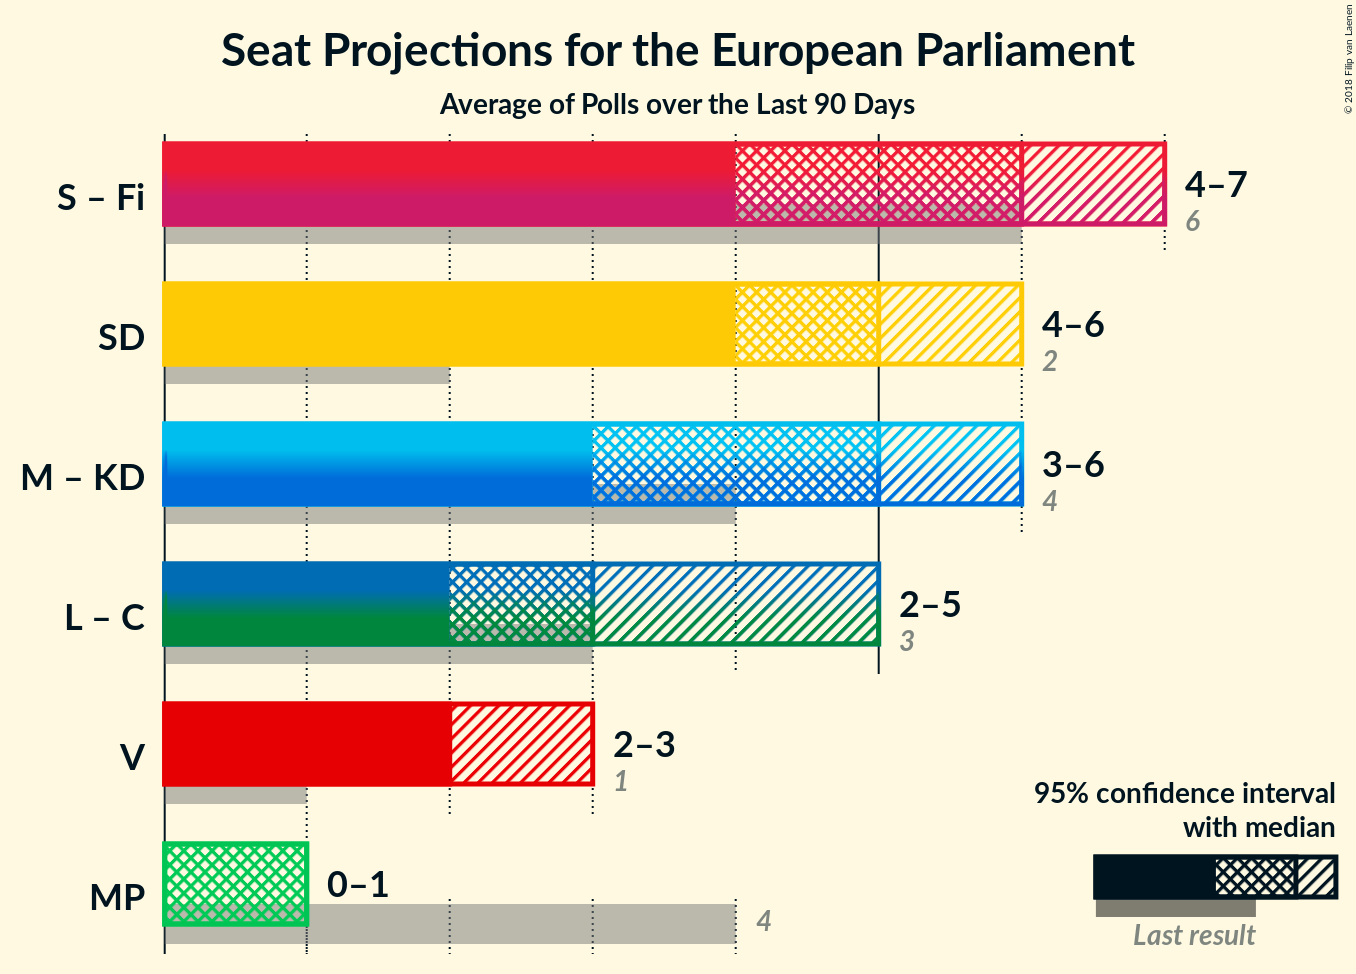 Seat Projections for the European Parliament
Average of Polls over the Last 90 Days
© 2018 Filip van Laenen
S – Fi
4–7
6
SD
4–6
2
M – KD
3–6
4
L – C
2–5
3
V
2–3
1
MP
0–1
4
95% confidence interval
with median
Last result